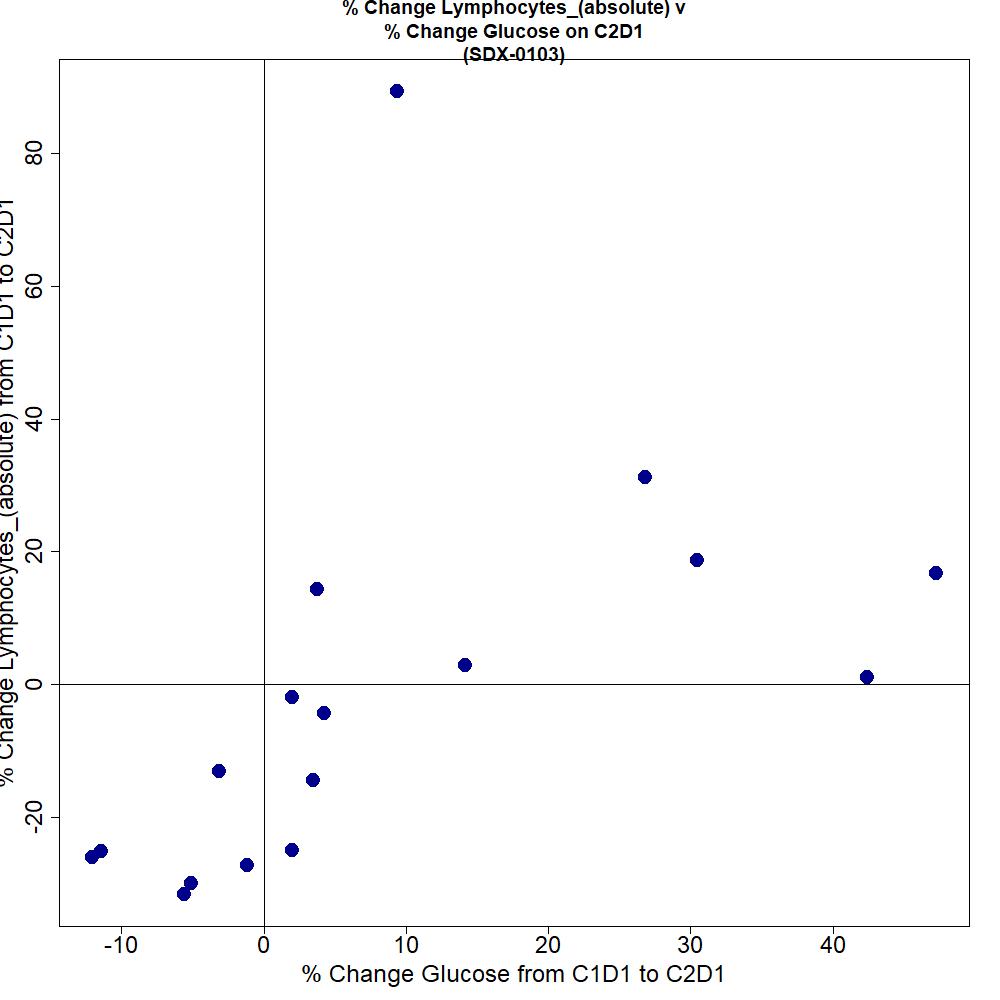 % Change Lymphocytes_(absolute) v
% Change Glucose on C2D1
(SDX-0103)
% Change Lymphocytes_(absolute) from C1D1 to C2D1
80
60
40
20
0
-20
-10
0
10
20
30
40
% Change Glucose from C1D1 to C2D1